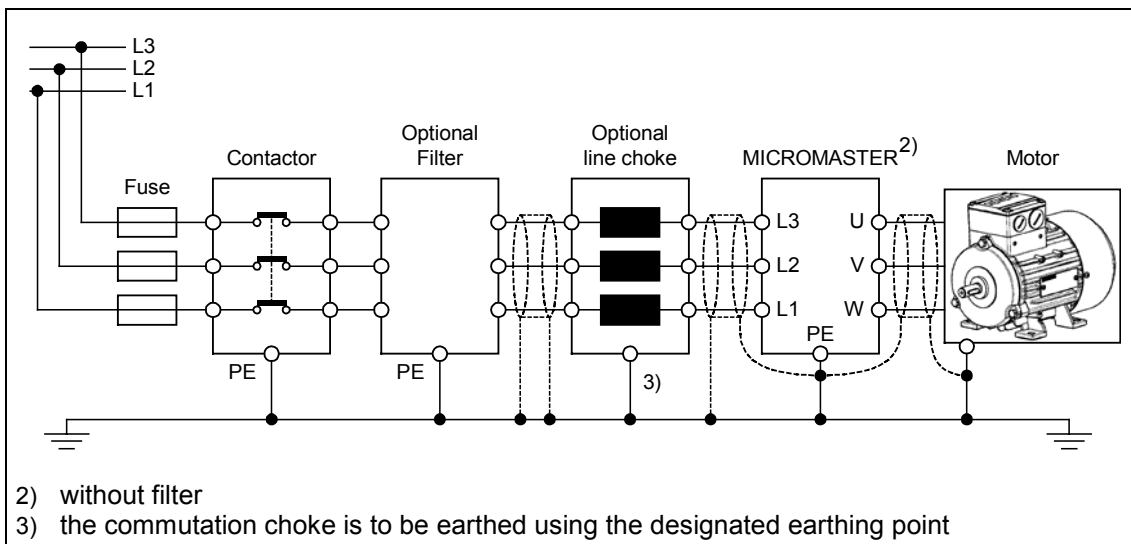 L3
L2
L1
Fuse
Contactor
Optional
Filter
Optional
line choke
MICROMASTER2)
Motor
L3
U
L2
V
L1
W
PE
PE
PE
3)
2) without filter
3) the commutation choke is to be earthed using the designated earthing point